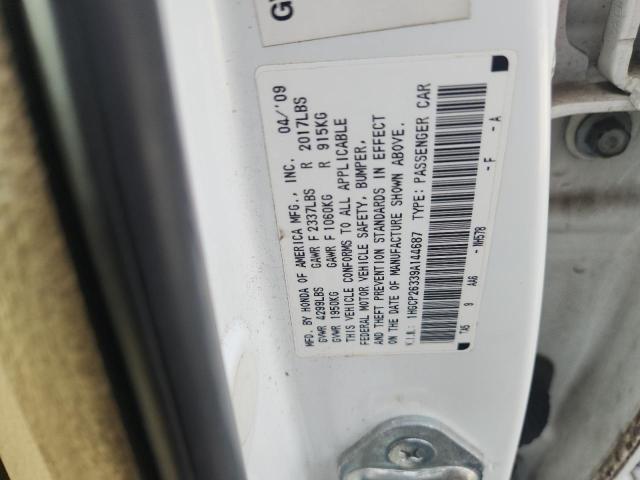 MFD. BY HONDA OF AMERICA MFG., INC. 04/'09
GVWR 4299LBS GAWR F 2337LBS R 2017LBS
GVWR 1950KG GAWR F 1060KG R 915KG
THIS VEHICLE CONFORMS TO ALL APPLICABLE
FEDERAL MOTOR VEHICLE SAFETY, BUMPER,
AND THEFT PREVENTION STANDARDS IN EFFECT
ON THE DATE OF MANUFACTURE SHOWN ABOVE.
V.I.N.: 1HGCP26339A144687 TYPE: PASSENGER CAR
TA5 9 AA6 - NH578 - F - A